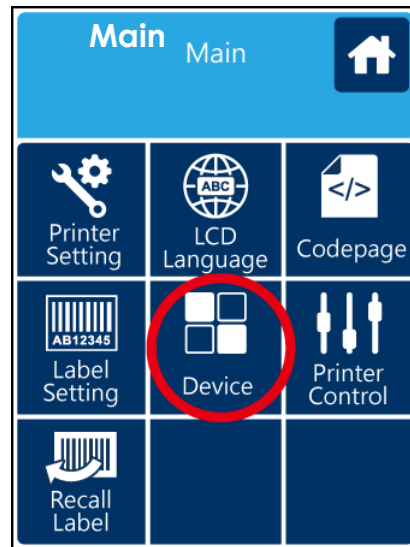 Main
Main
ABC
</>
Printer
Setting
LCD
Language
Codepage
AB12345
Label
Setting
Device
Printer
Control
Recall
Label